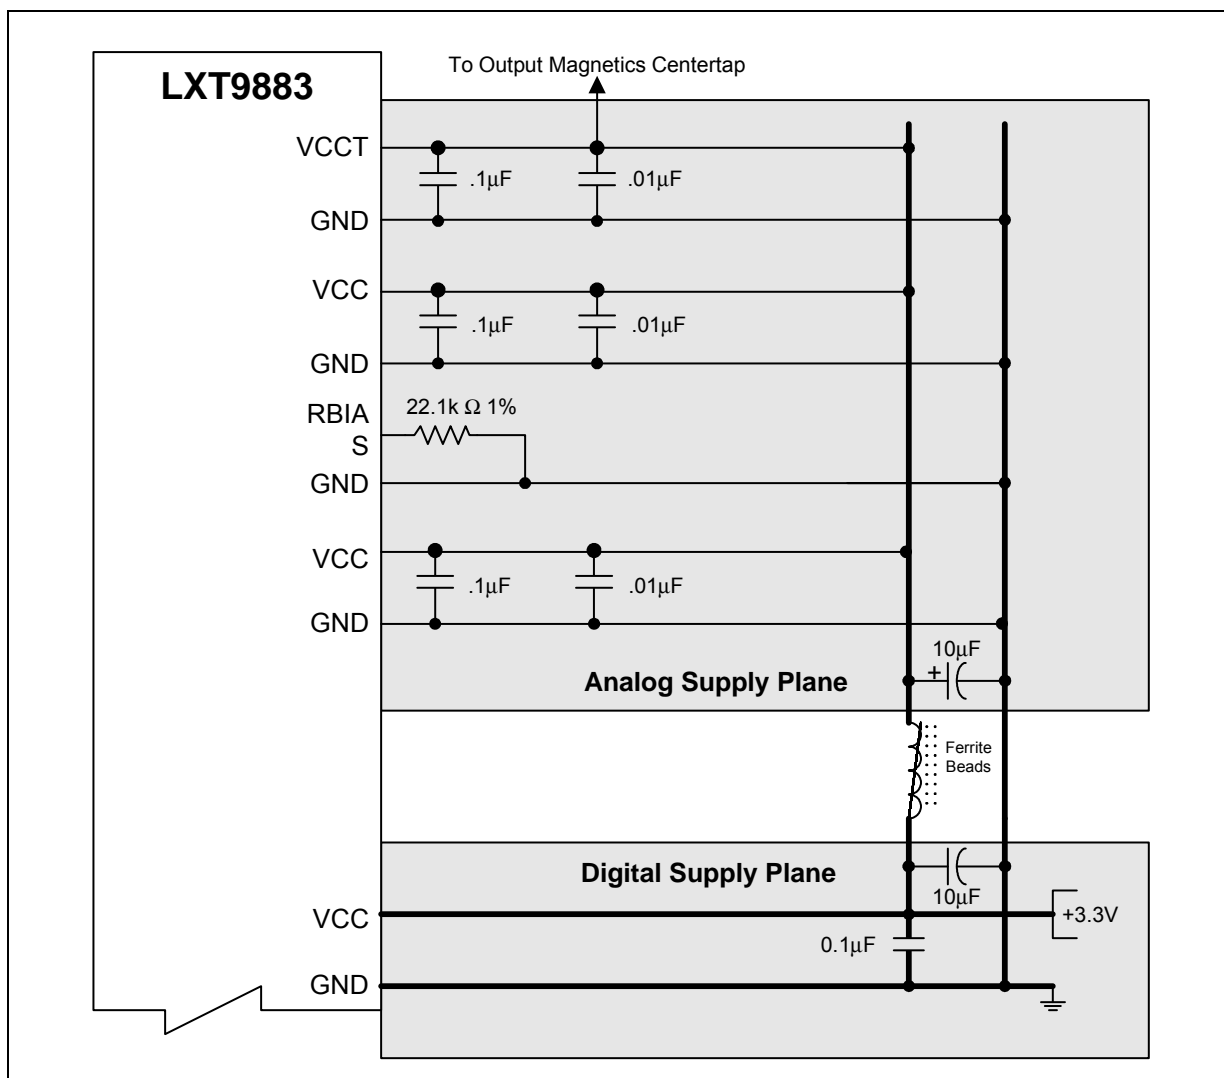 To Output Magnetics Centertap
LXT9883
VCCT
.1µF
.01µF
GND
VCC
.1µF
.01µF
GND
RBIA
S
22.1k Ω 1%
GND
VCC
.1µF
.01µF
GND
10µF
+
Analog Supply Plane
Ferrite
Beads
Digital Supply Plane
10µF
VCC
+3.3V
0.1µF
GND